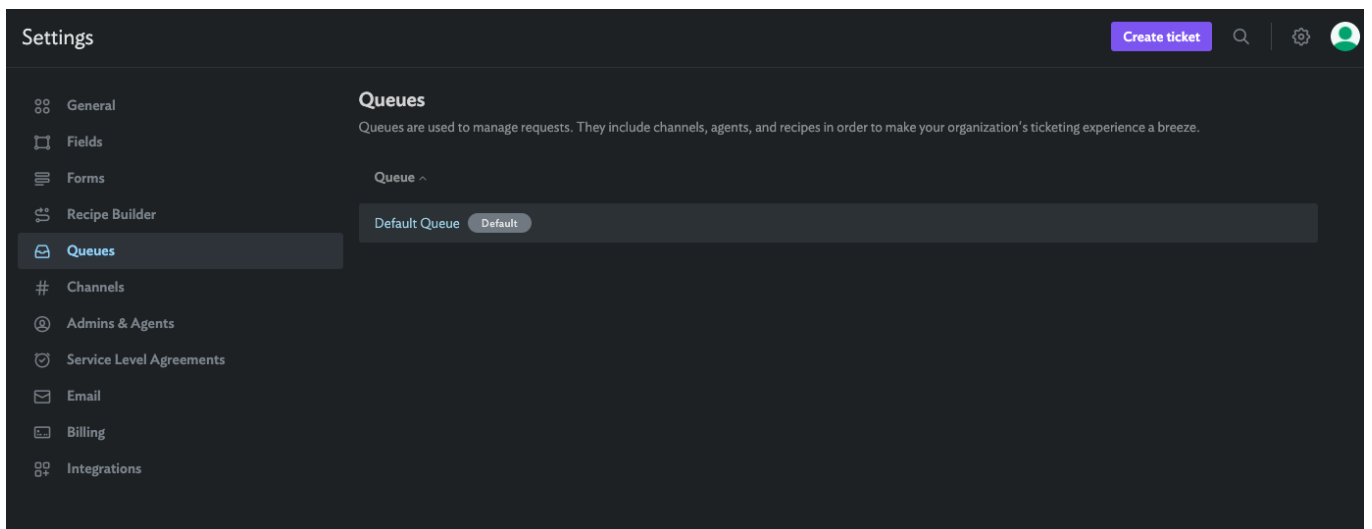 Settings
Create ticket
General
Fields
Forms
Recipe Builder
Queues
Channels
Admins & Agents
Service Level Agreements
Email
Billing
Integrations
Queues
Queues are used to manage requests. They include channels, agents, and recipes in order to make your organization's ticketing experience a breeze.
Queue
Default Queue Default